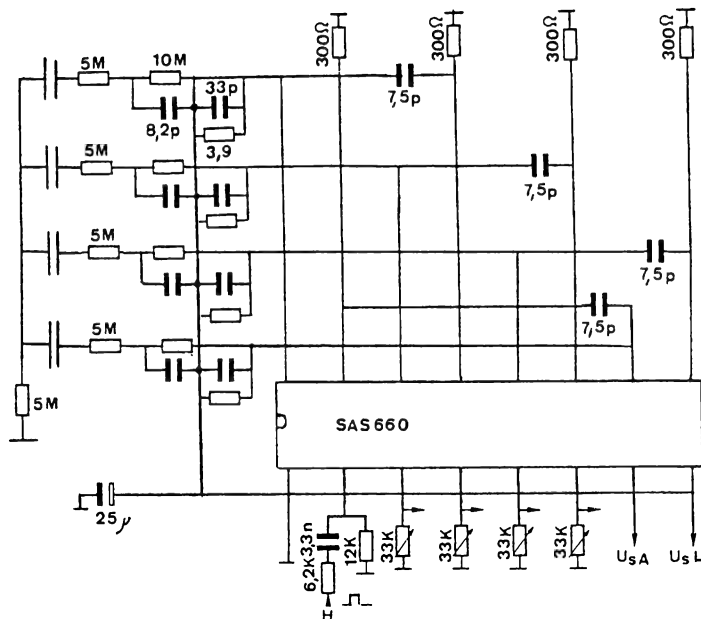 300Ω
300Ω
300Ω
300Ω
5M
10M
33p
7,5p
8,2p
3,9
5M
7,5p
5M
7,5p
7,5p
5M
5M
SAS660
25μ
6,2K
3,3n
12K
33K
33K
33K
33K
UsA
UsL
H